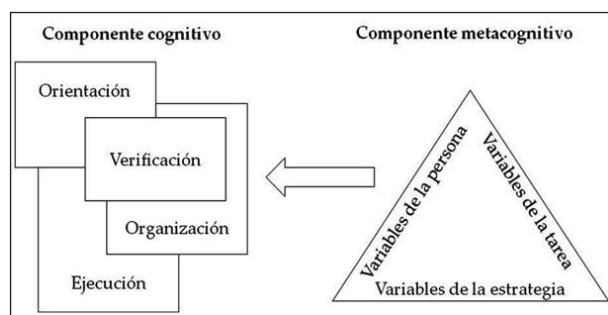 Componente cognitivo
Componente metacognitivo
Orientación
Verificación
Organización
Ejecución
Variables de la persona
Variables de la tarea
Variables de la estrategia